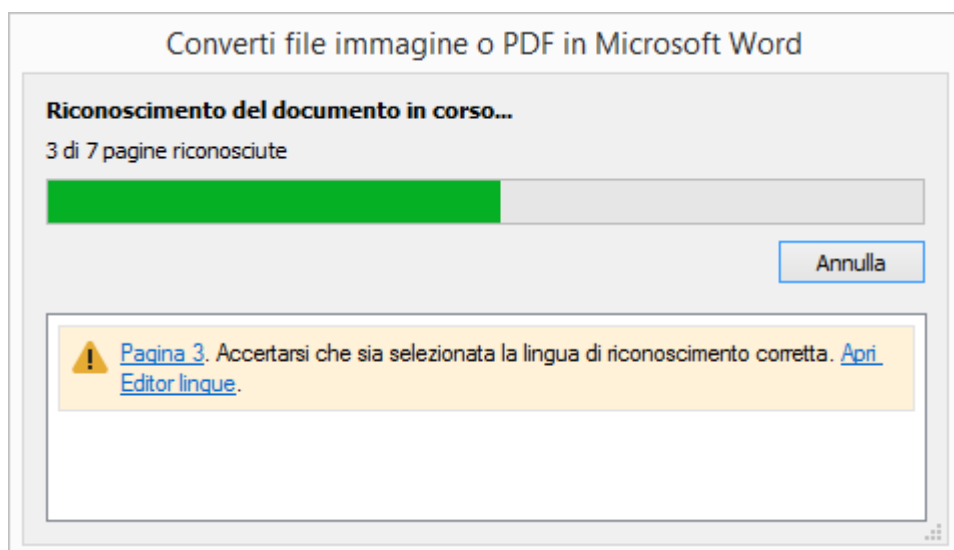 Converti file immagine o PDF in Microsoft Word
Riconoscimento del documento in corso...
3 di 7 pagine riconosciute
Annulla
Pagina 3. Accertarsi che sia selezionata la lingua di riconoscimento corretta. Apri
Editor lingue.